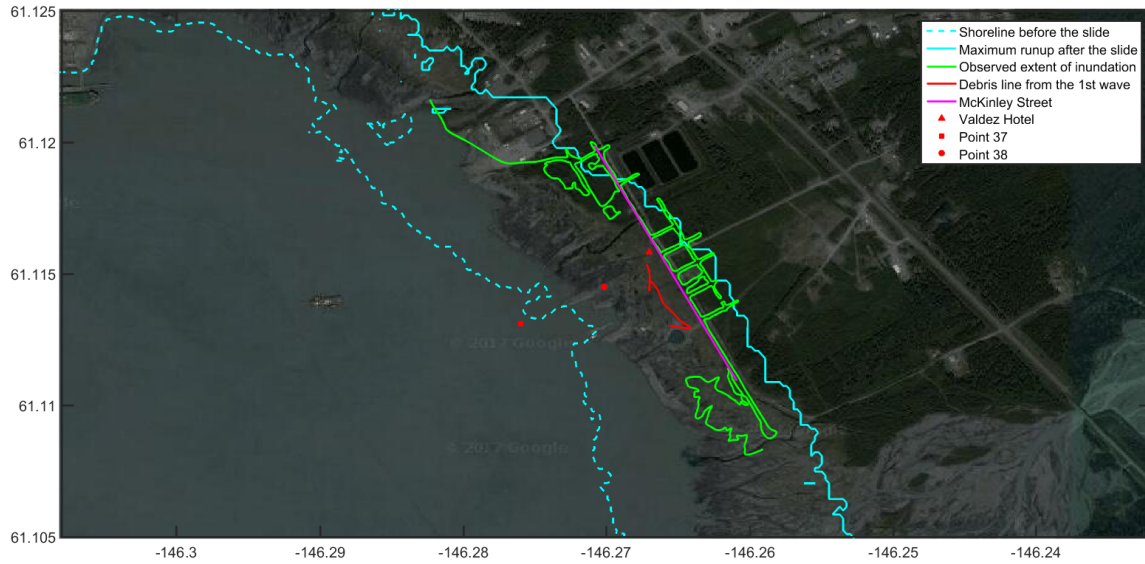 61.125
61.12
61.115
61.11
61.105
Shoreline before the slide
Maximum runup after the slide
Observed extent of inundation
Debris line from the 1st wave
McKinley Street
Valdez Hotel
Point 37
Point 38
© 2017 Google
© 2017 Google
-146.3
-146.29
-146.28
-146.27
-146.26
-146.25
-146.24